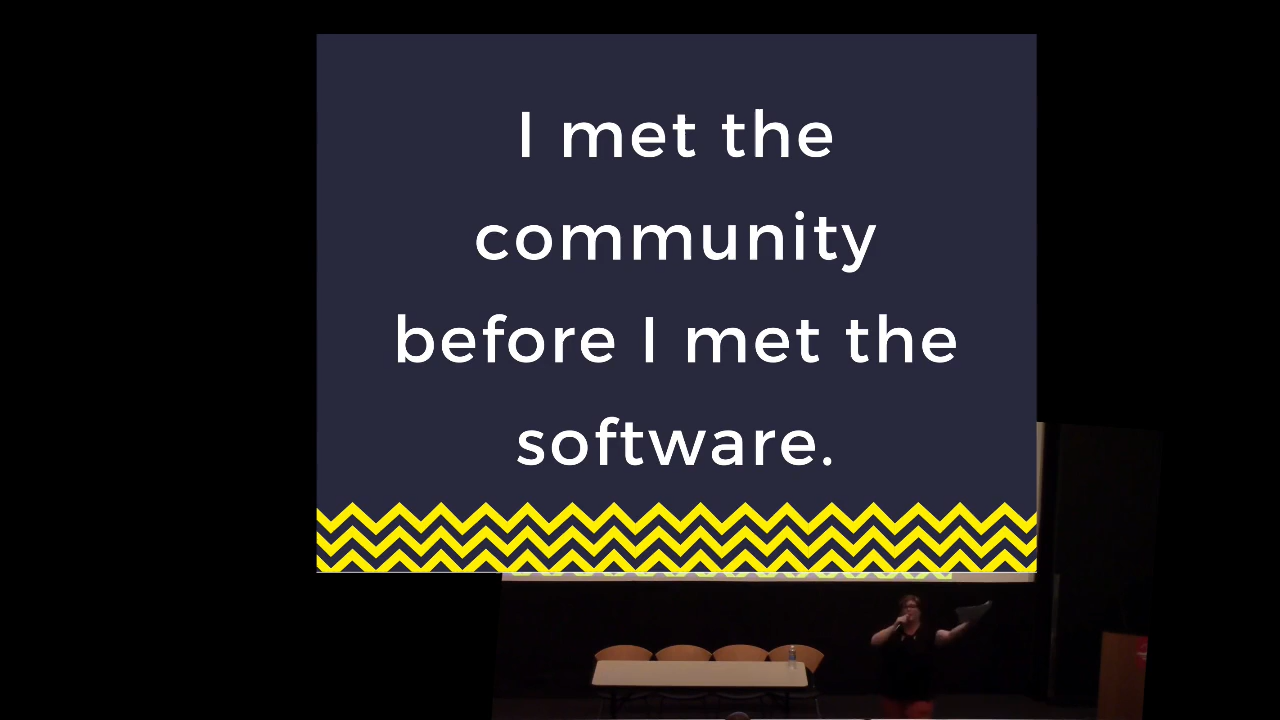 I met the
community
before I met the
software.